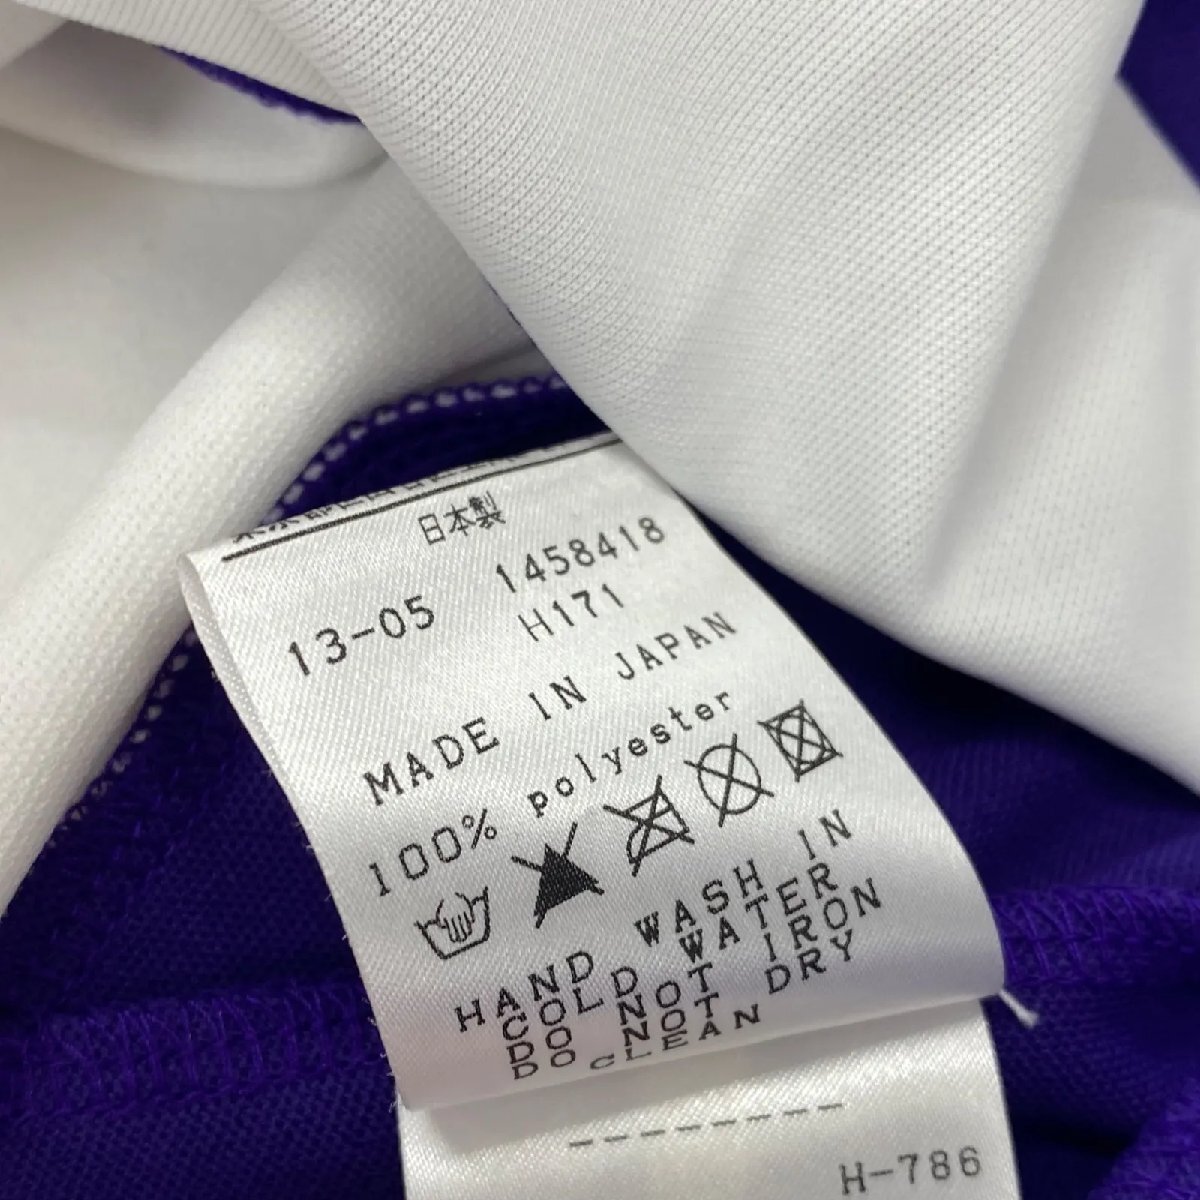 日本製
13-05 1458418
H171
MADE IN JAPAN
100% polyester
HAND WASH IN
COLD WATER
DO NOT IRON
DO NOT DRY
CLEAN
--------
H-786